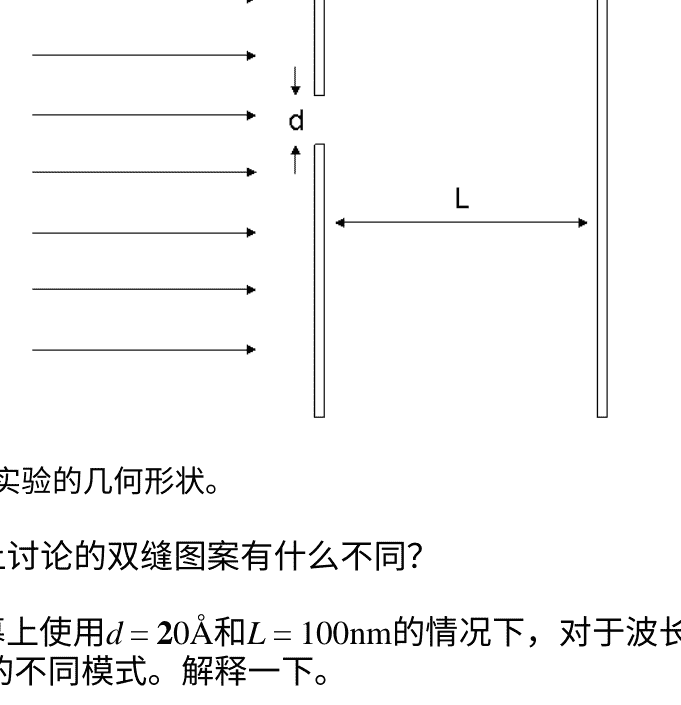 d
L
实验的几何形状。
讨论的双缝图案有什么不同？
上使用d = 20Å和L = 100nm的情况下，对于波长
的不同模式。解释一下。